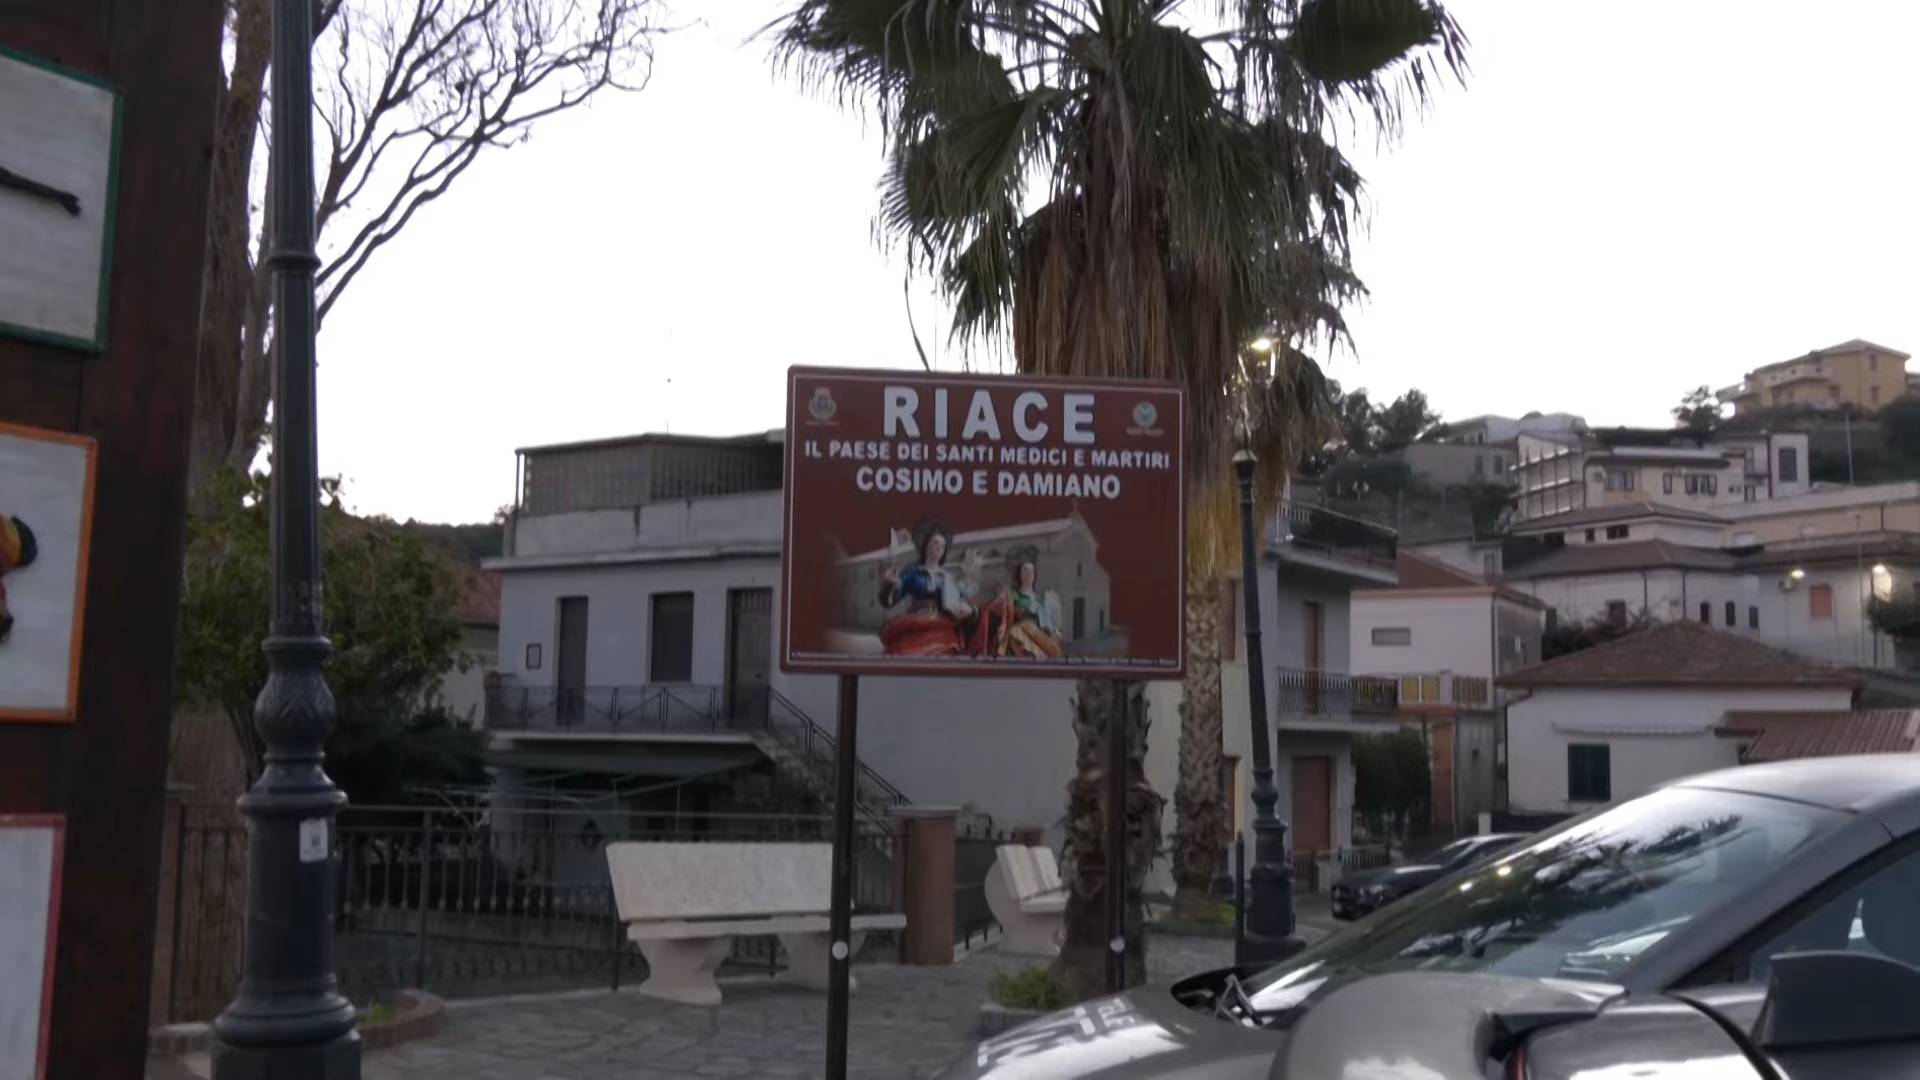 RIACE
IL PAESE DEI SANTI MEDICI E MARTIRI
COSIMO E DAMIANO